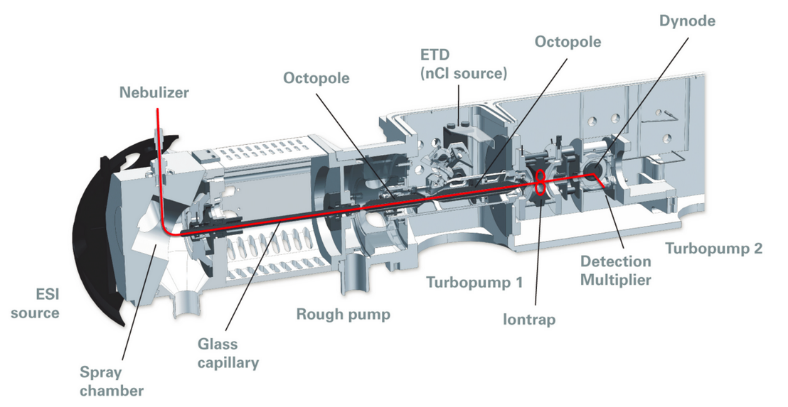 Dynode
Octopole
ETD
(nCI source)
Octopole
Nebulizer
ESI
source
Spray
chamber
Glass
capillary
Rough pump
Turbopump 1
Iontrap
Detection
Multiplier
Turbopump 2